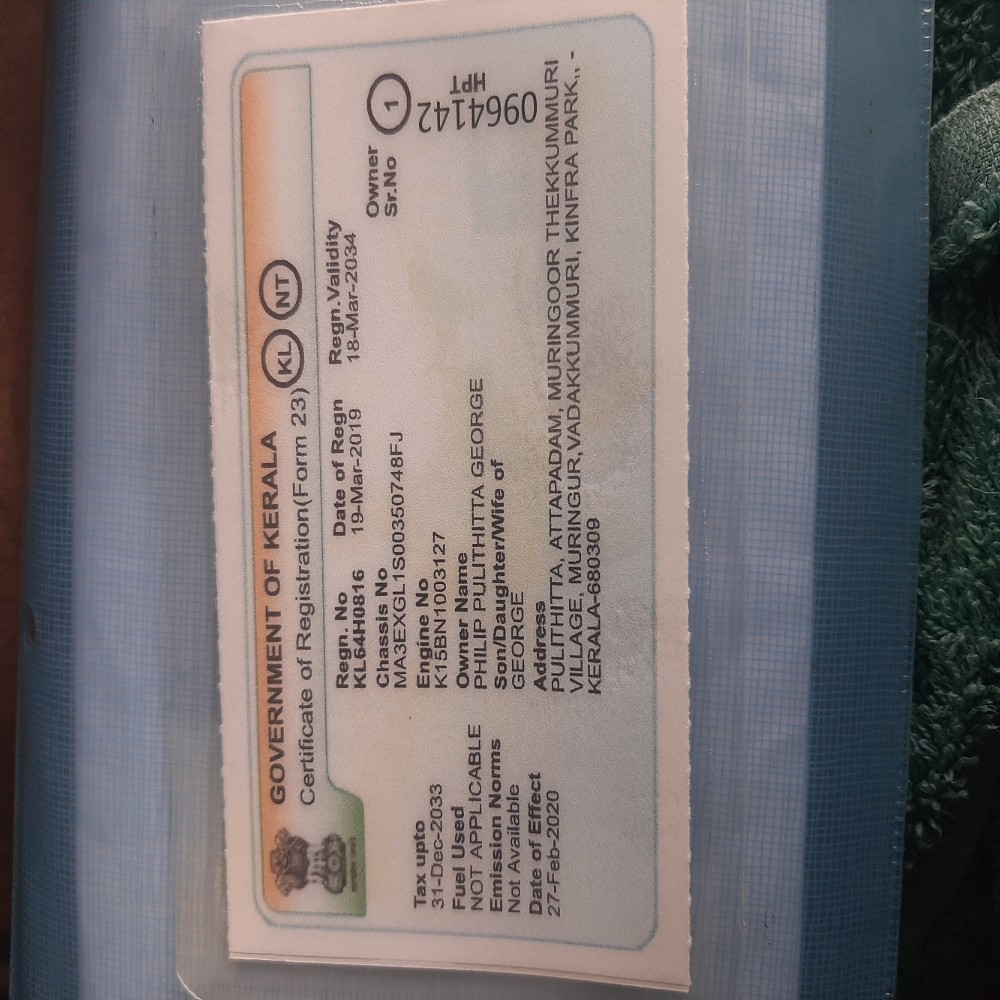 GOVERNMENT OF KERALA
Certificate of Registration(Form 23) KL NT
Regn. No Date of Regn Regn.Validity
KL64H0816 19-Mar-2019 18-Mar-2034
Owner Sr.No 1
Chassis No
MA3EXGL1S00350748FJ
Engine No
K15BN1003127
0964142
HPT
Owner Name
PHILIP PULITHITTA GEORGE
Son/Daughter/Wife of
GEORGE
Address
PULITHITTA, ATTAPADAM, MURINGOOR THEKKUMMURI
VILLAGE, MURINGUR,VADAKKUMMURI, KINFRA PARK,, -
KERALA-680309
Tax upto
31-Dec-2033
Fuel Used
NOT APPLICABLE
Emission Norms
Not Available
Date of Effect
27-Feb-2020